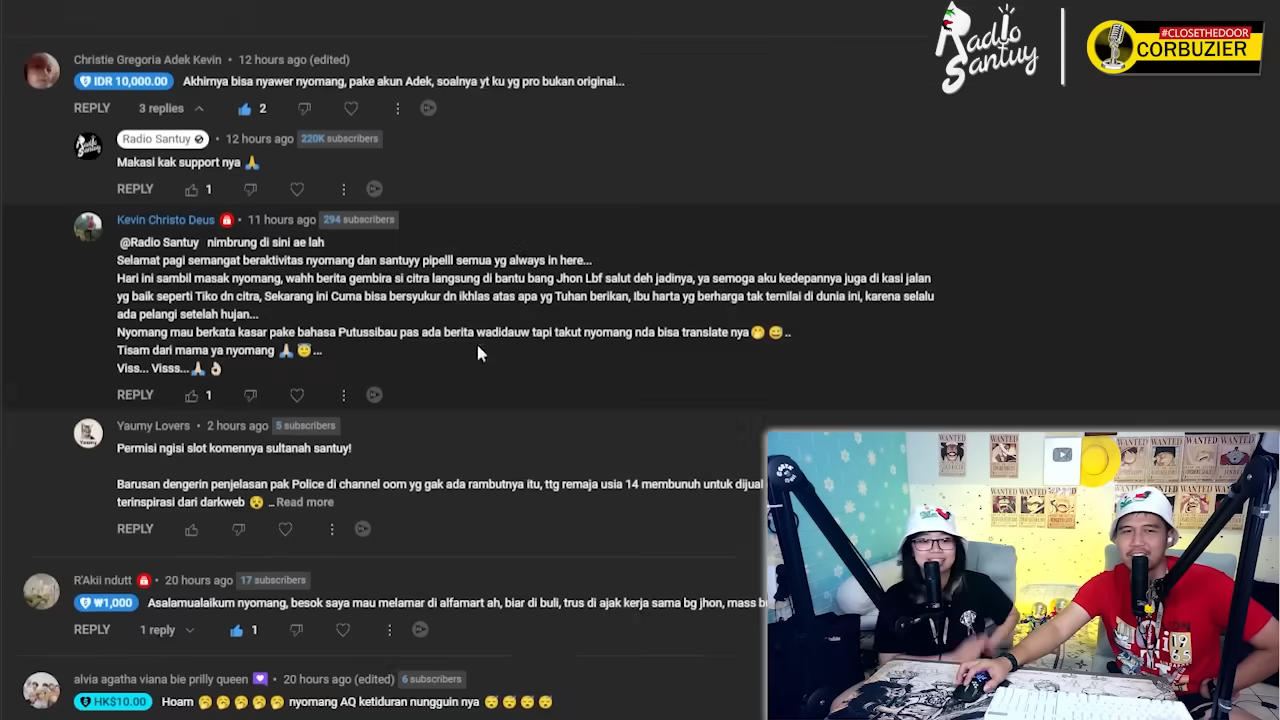 Radio Santuy
#CLOSETHEDOOR
CORBUZIER
Christie Gregoria Adek Kevin • 12 hours ago (edited)
IDR 10,000.00 Akhirnya bisa nyawer nyomang, pake akun Adek, soalnya yt ku yg pro bukan original...
REPLY 3 replies 2
Radio Santuy • 12 hours ago 220K subscribers
Makasi kak support nya 🙏
REPLY 1
Kevin Christo Deus • 11 hours ago 294 subscribers
@Radio Santuy nimbrung di sini ae lah
Selamat pagi semangat beraktivitas nyomang dan santuyy pipelll semua yg always in here...
Hari ini sambil masak nyomang, wahh berita gembira si citra langsung di bantu bang Jhon Lbf salut deh jadinya, ya semoga aku kedepannya juga di kasi jalan
yg baik seperti Tiko dn citra, Sekarang ini Cuma bisa bersyukur dn ikhlas atas apa yg Tuhan berikan, Ibu harta yg berharga tak ternilai di dunia ini, karena selalu
ada pelangi setelah hujan...
Nyomang mau berkata kasar pake bahasa Putussibau pas ada berita wadidauw tapi takut nyomang nda bisa translate nya🤭 😅..
Tisam dari mama ya nyomang 🙏🏻 😇...
Viss... Visss...🙏🏻👌🏻
REPLY 1
Yaumy Lovers • 2 hours ago 5 subscribers
Permisi ngisi slot komennya sultanah santuy!
Barusan dengerin penjelasan pak Police di channel oom yg gak ada rambutnya itu, ttg remaja usia 14 membunuh untuk dijual
terinspirasi dari darkweb 😵 ... Read more
REPLY
R'Akii ndutt • 20 hours ago 17 subscribers
₩1,000 Asalamualaikum nyomang, besok saya mau melamar di alfamart ah, biar di buli, trus di ajak kerja sama bg jhon, mass
REPLY 1 reply 1
alvia agatha viana bie prilly queen 💜 • 20 hours ago (edited) 6 subscribers
HK$10.00 Hoam 🥱🥱🥱🥱🥱 nyomang AQ ketiduran nungguin nya 😴😴😴😴
WANTED
WANTED
WANTED
WANTED
WANTED
WANTED